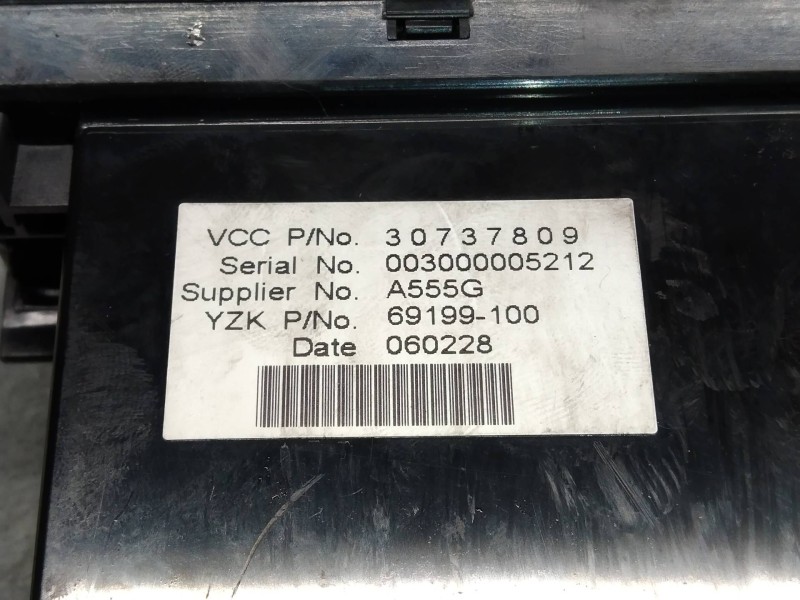 VCC P/No. 30737809
Serial No. 003000005212
Supplier No. A555G
YZK P/No. 69199-100
Date 060228